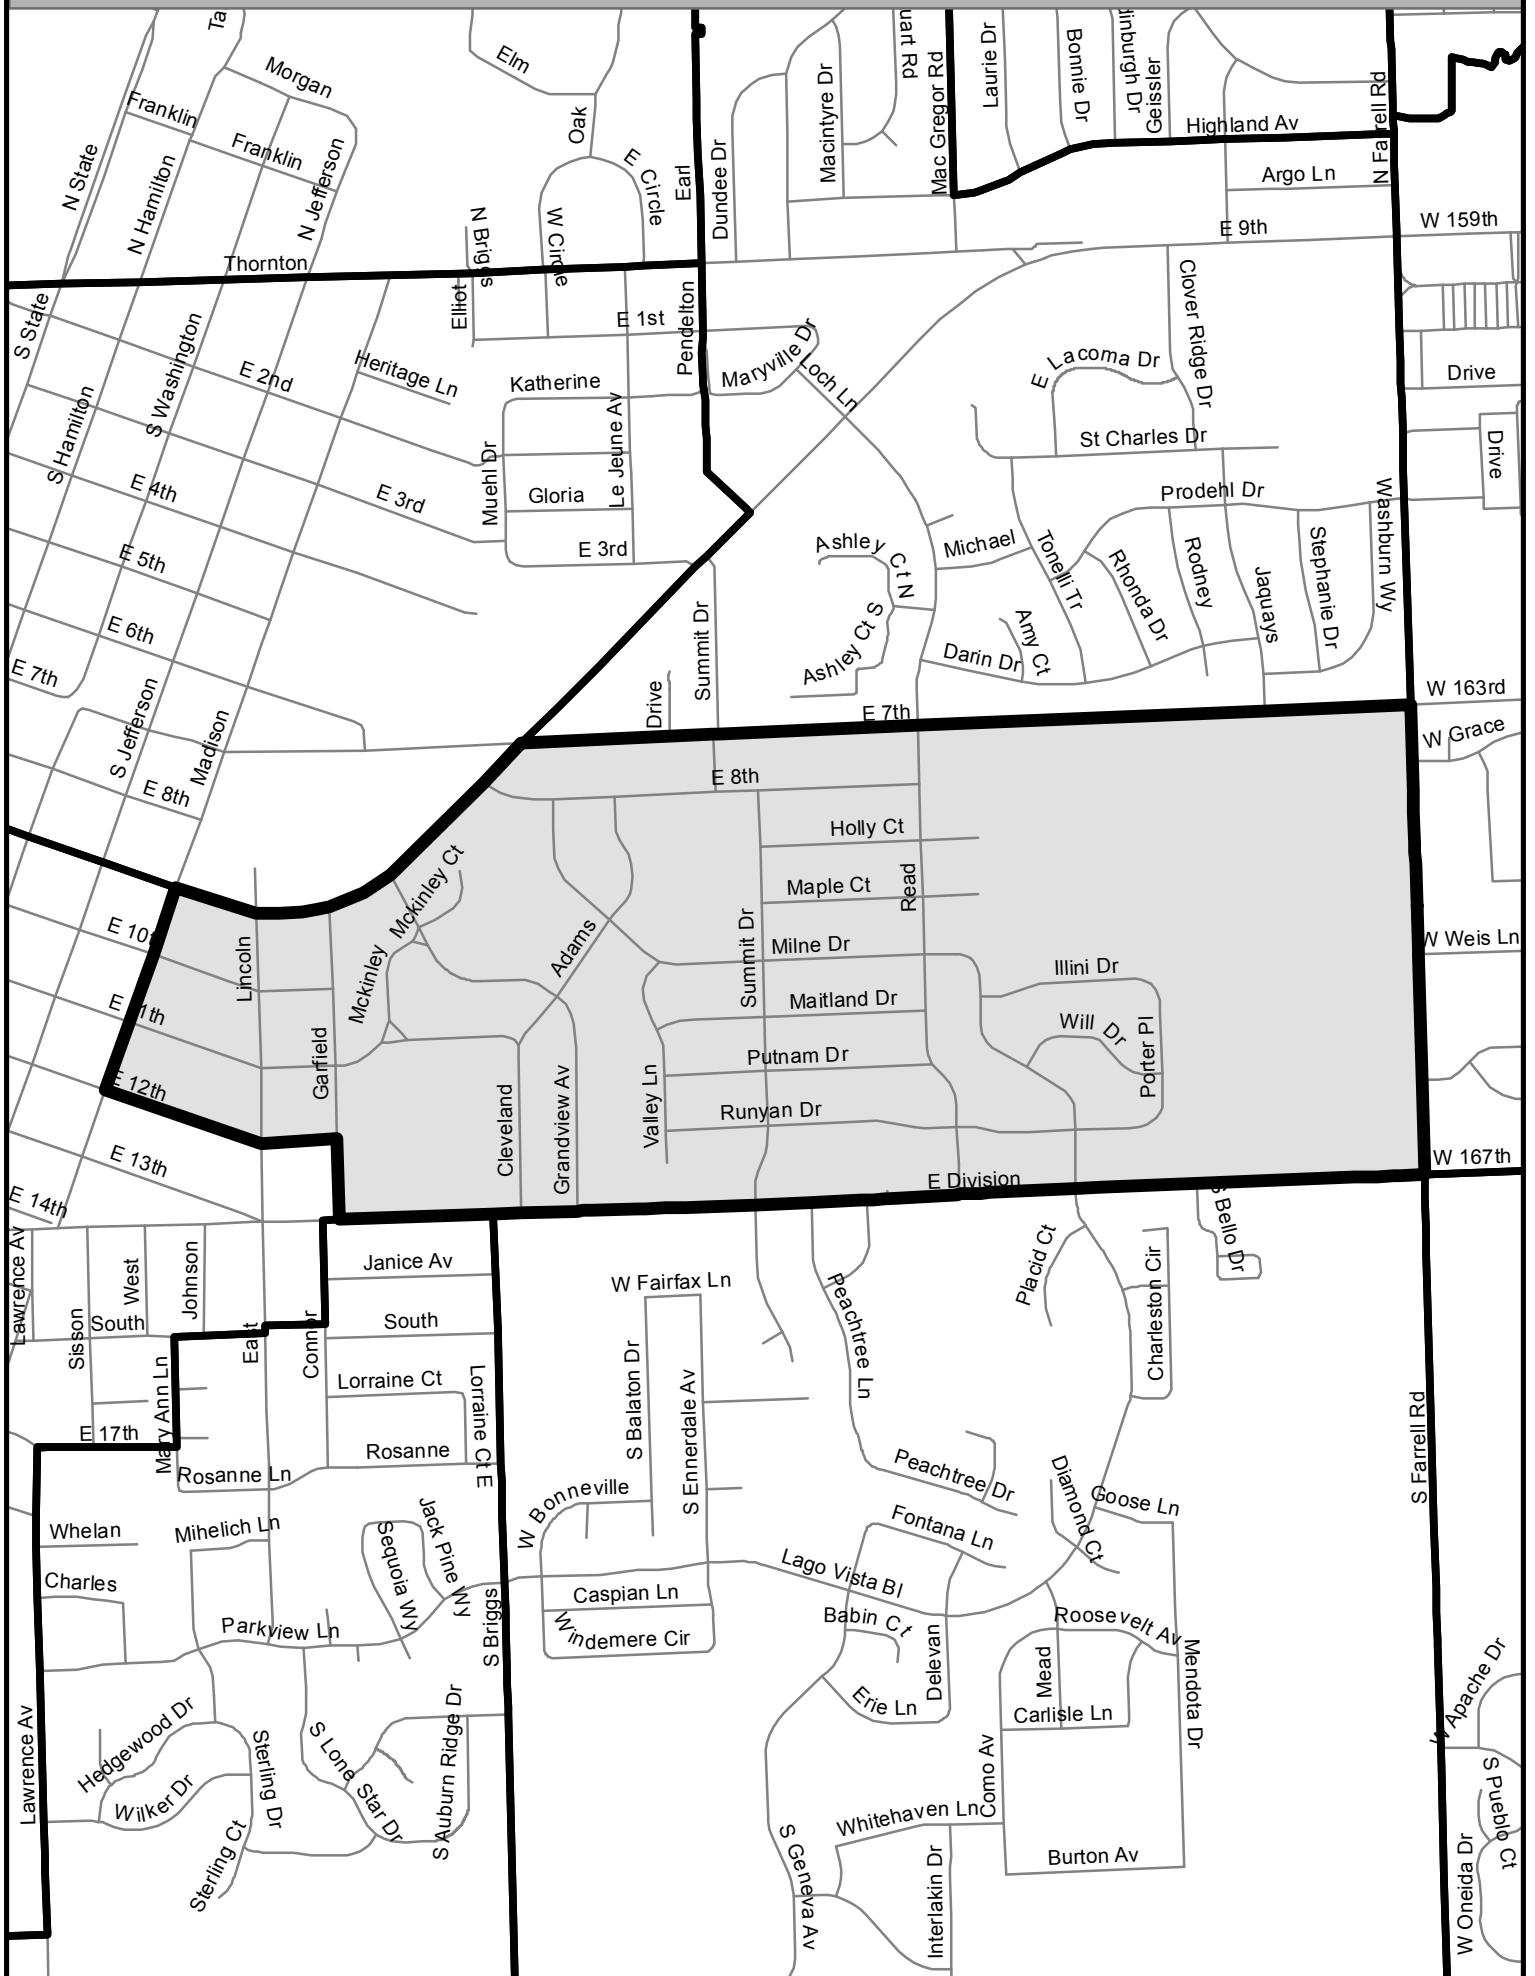 Ta
Morgan
Elm
Mac Gregor Rd
Laurie Dr
Bonnie Dr
Geissler
Franklin
Franklin
Oak
Macintyre Dr
Highland Av
N Farrell Rd
N State
N Hamilton
N Jefferson
E Circle
Earl
Dundee Dr
Argo Ln
N Briggs
W Circle
E 9th
W 159th
Thornton
S State
Elliot
E 1st
Pendelton
Clover Ridge Dr
S Washington
E 2nd
Heritage Ln
Katherine
Maryville Dr
Loch Ln
E Lacoma Dr
Drive
S Hamilton
Le Jeune Av
St Charles Dr
Drive
E 4th
E 3rd
Muehl Dr
Gloria
Prodehl Dr
Washburn Wy
E 5th
E 3rd
Ashley Ct N
Michael
Tonelli Tr
Rhonda Dr
Rodney
Jaquays
Stephanie Dr
E 6th
Summit Dr
Ashley Ct S
Amy Ct
E 7th
Darin Dr
S Jefferson
Madison
Drive
E 7th
W 163rd
W Grace
E 8th
E 8th
Holly Ct
Mckinley Ct
Maple Ct
Read
Lincoln
Mckinley
Adams
Summit Dr
Milne Dr
W Weis Ln
Illini Dr
Maitland Dr
Garfield
Will Dr
Porter Pl
E 12th
Cleveland
Grandview Av
Valley Ln
Putnam Dr
Runyan Dr
E 13th
W 167th
E Division
E 14th
S Bello Dr
Lawrence Av
West
Johnson
Janice Av
W Fairfax Ln
Peachtree Ln
Placid Ct
Charleston Cir
Sisson
South
East
Connor
South
S Balaton Dr
S Ennerdale Av
Mary Ann Ln
Lorraine Ct
Lorraine Ct E
S Farrell Rd
E 17th
Rosanne
Rosanne Ln
Peachtree Dr
Diamond Ct
Goose Ln
Whelan
Mihelich Ln
Sequoia Wy
Jack Pine Wy
W Bonneville
Fontana Ln
Charles
Lago Vista Bl
Caspian Ln
Parkview Ln
S Briggs
Windemere Cir
Babin Ct
Delevan
Roosevelt Av
Mead
Mendota Dr
W Apache Dr
Lawrence Av
Hedgewood Dr
Sterling Dr
S Lone Star Dr
S Auburn Ridge Dr
Erie Ln
Carlisle Ln
Como Av
Wilker Dr
Whitehaven Ln
S Pueblo Ct
Sterling Ct
S Geneva Av
Interlakin Dr
Burton Av
W Oneida Dr